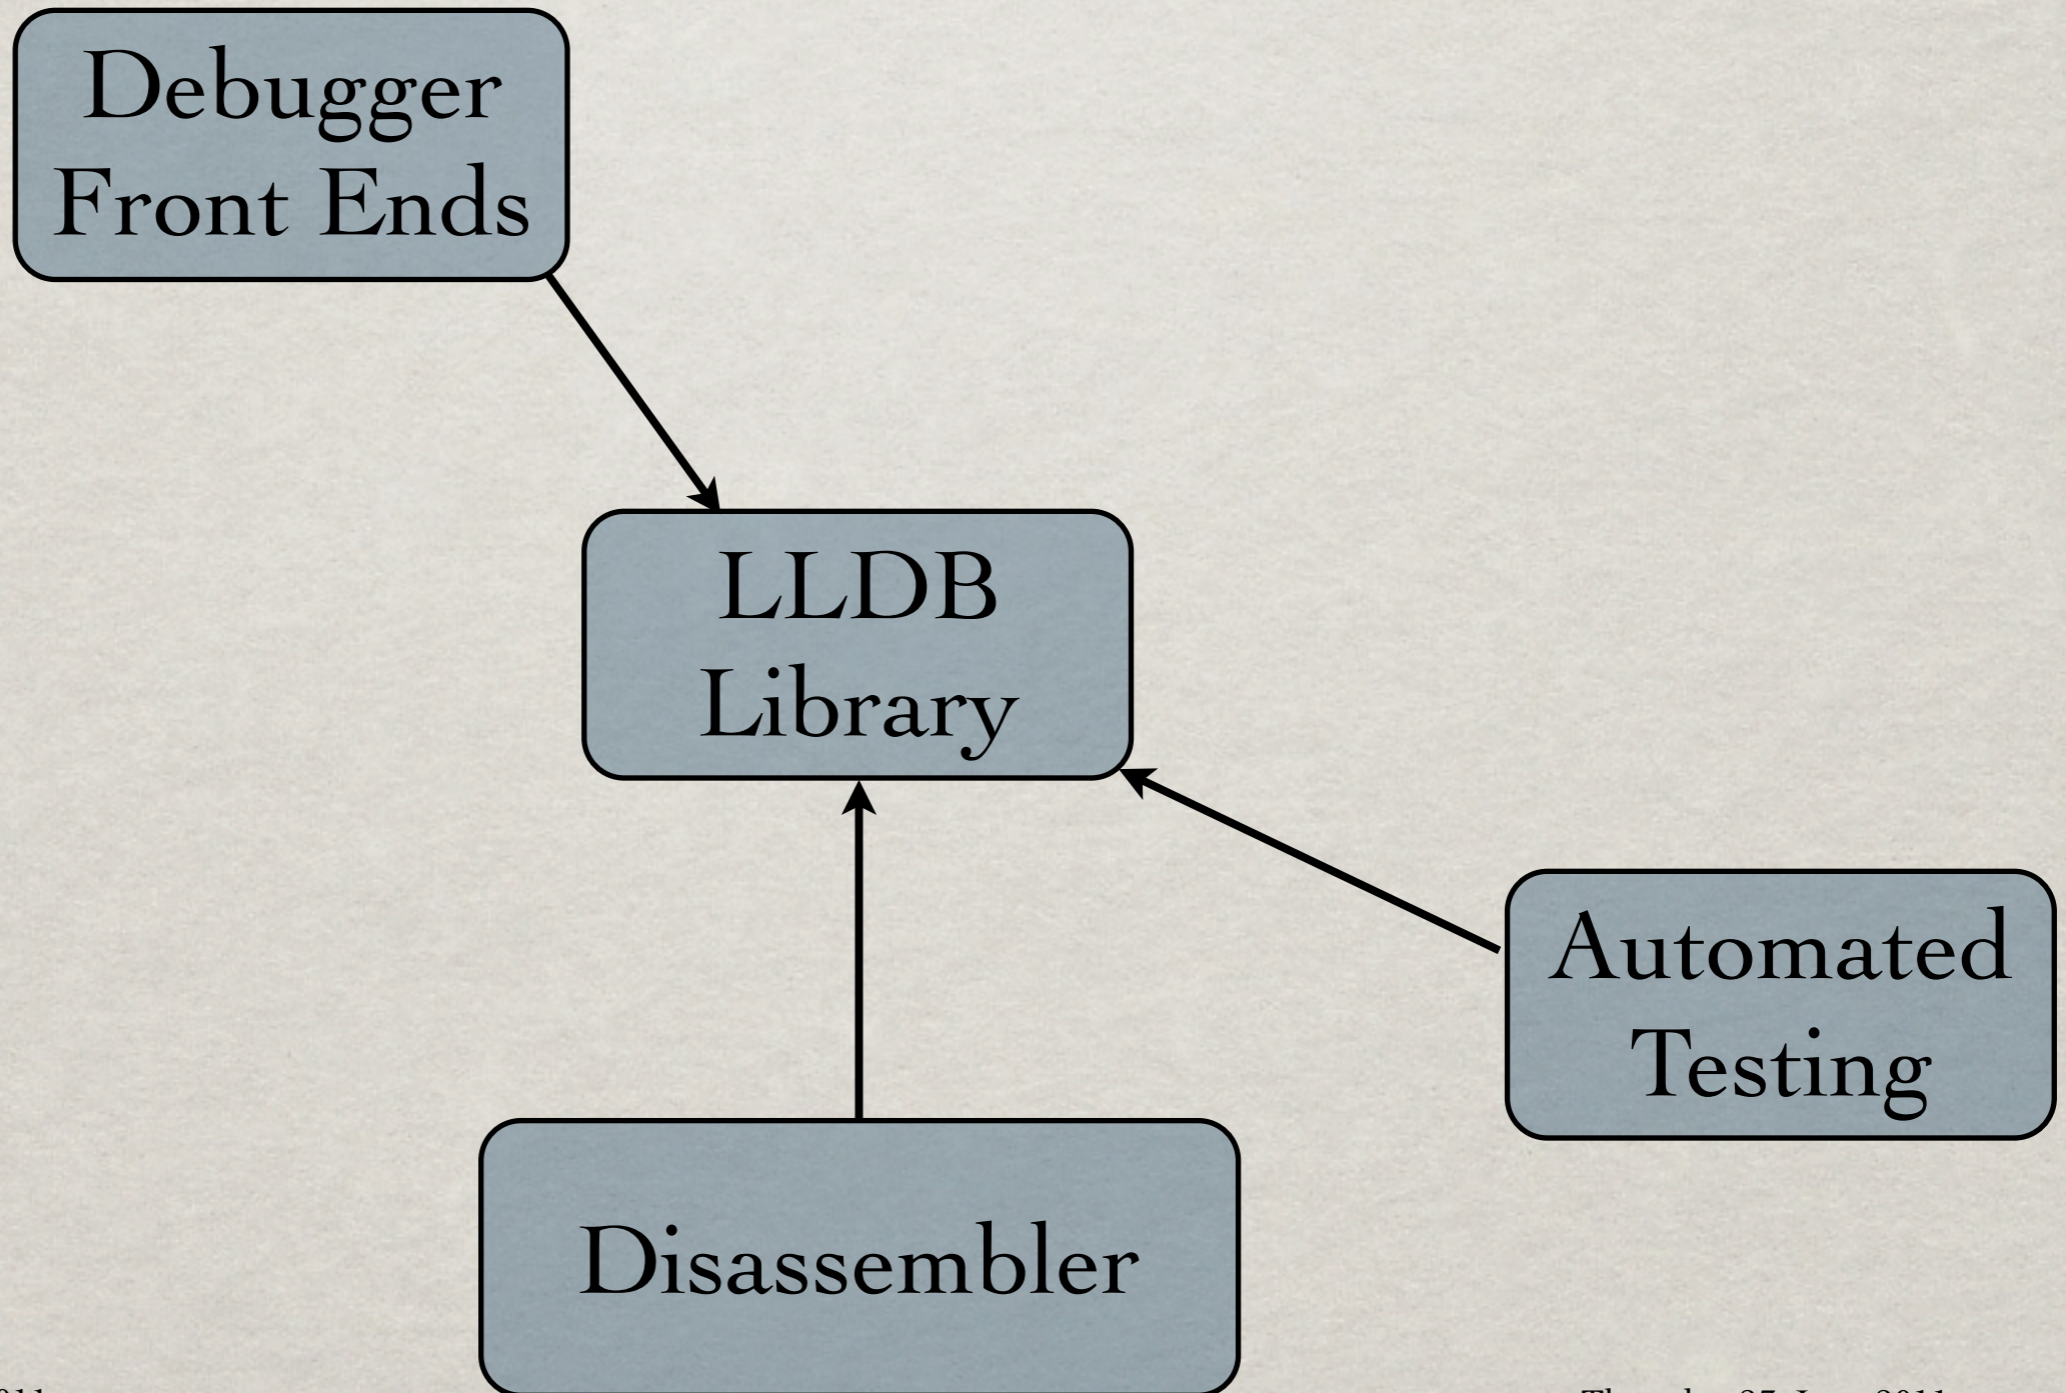 Debugger
Front Ends
LLDB
Library
Automated
Testing
Disassembler